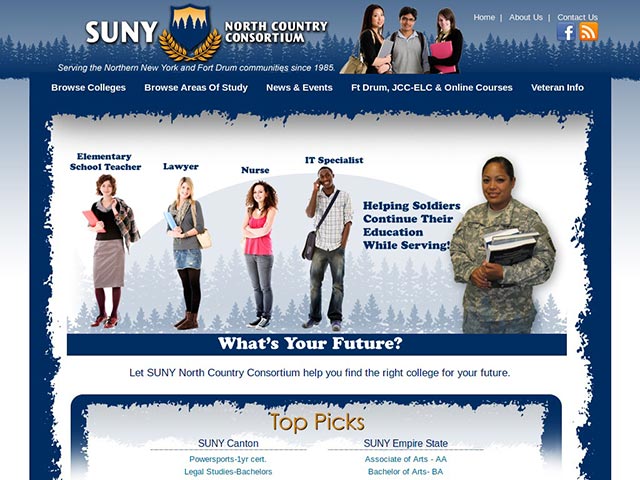 SUNY
NORTH COUNTRY
CONSORTIUM
Serving the Northern New York and Fort Drum communities since 1985.
Home | About Us | Contact Us
Browse Colleges Browse Areas Of Study News & Events Ft Drum, JCC-ELC & Online Courses Veteran Info
Elementary
School Teacher
Lawyer
Nurse
IT Specialist
Helping Soldiers
Continue Their
Education
While Serving!
What's Your Future?
Let SUNY North Country Consortium help you find the right college for your future.
Top Picks
SUNY Canton
Powersports-1yr cert.
Legal Studies-Bachelors
SUNY Empire State
Associate of Arts - AA
Bachelor of Arts- BA